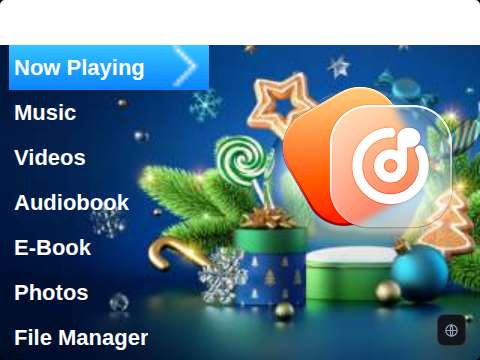 Now Playing
Music
Videos
Audiobook
E-Book
Photos
File Manager